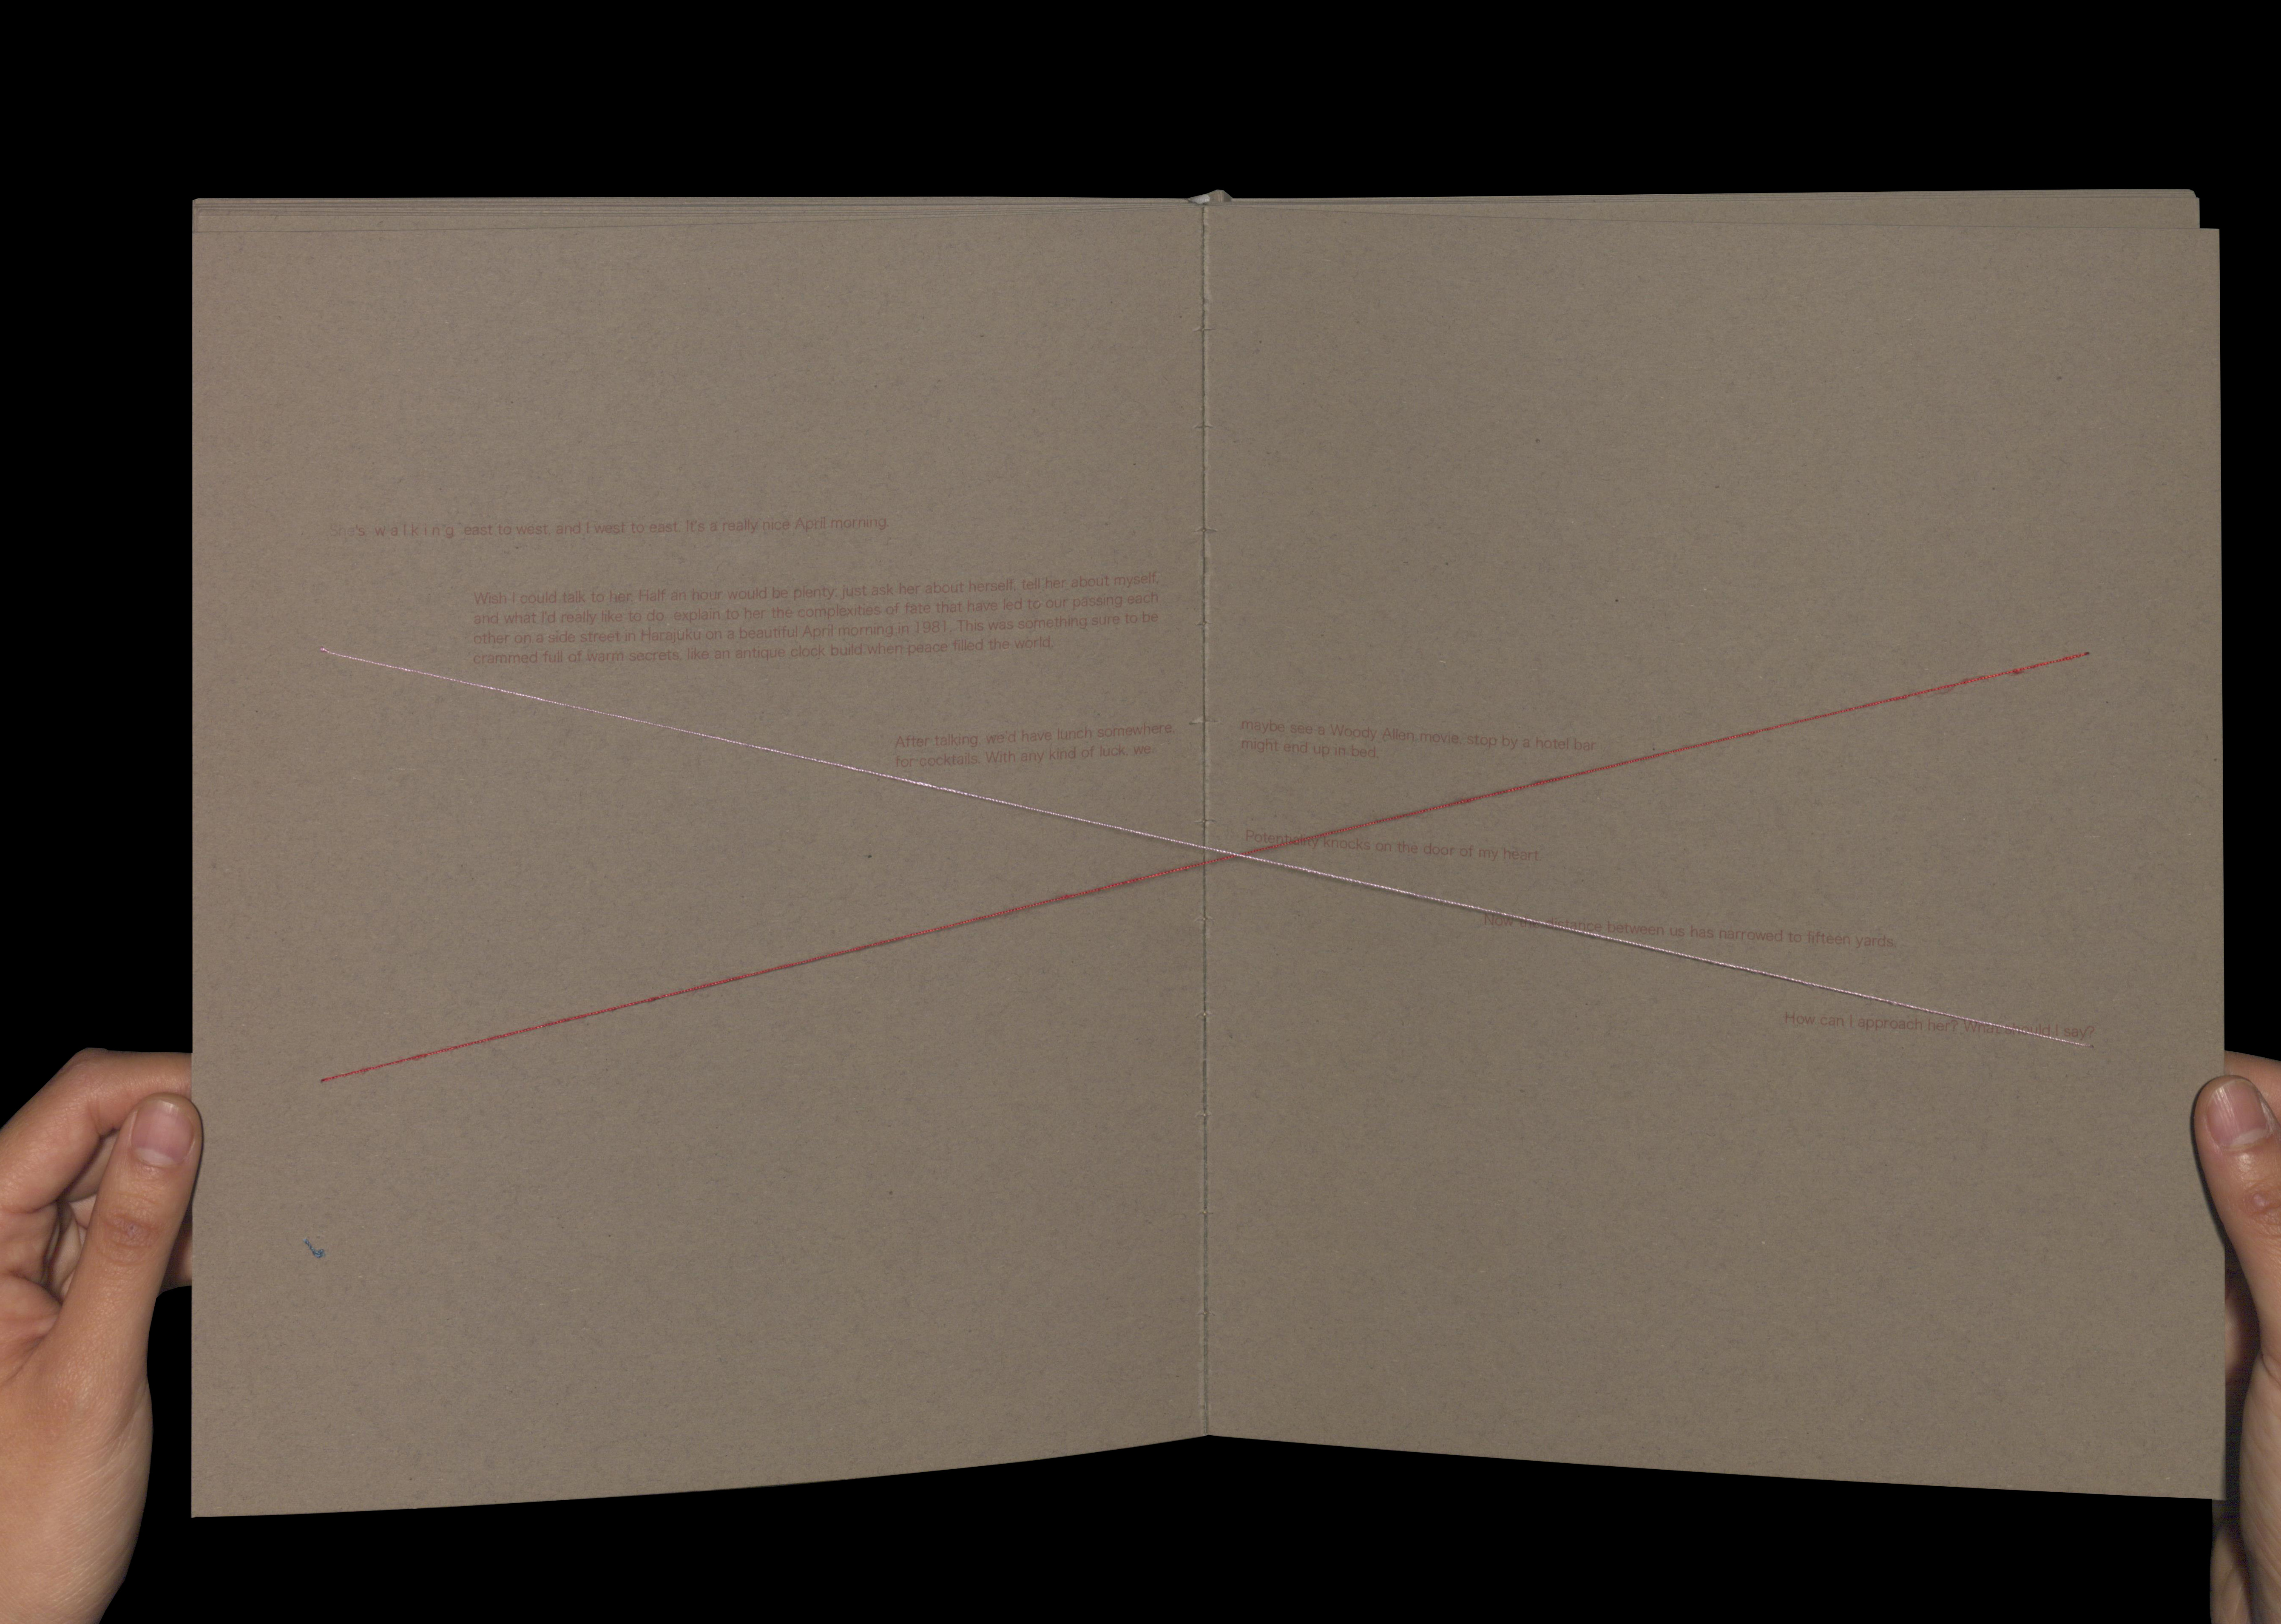 She's walking east to west, and I west to east. It's a really nice April morning.
Wish I could talk to her. Half an hour would be plenty: just ask her about herself, tell her about myself,
and what I'd really like to do explain to her the complexities of fate that have led to our passing each
other on a side street in Harajuku on a beautiful April morning in 1981. This was something sure to be
crammed full of warm secrets, like an antique clock build when peace filled the world.
After talking, we'd have lunch somewhere,
for cocktails. With any kind of luck, we
maybe see a Woody Allen movie, stop by a hotel bar
might end up in bed.
Potentiality knocks on the door of my heart.
Now the distance between us has narrowed to fifteen yards.
How can I approach her? What should I say?